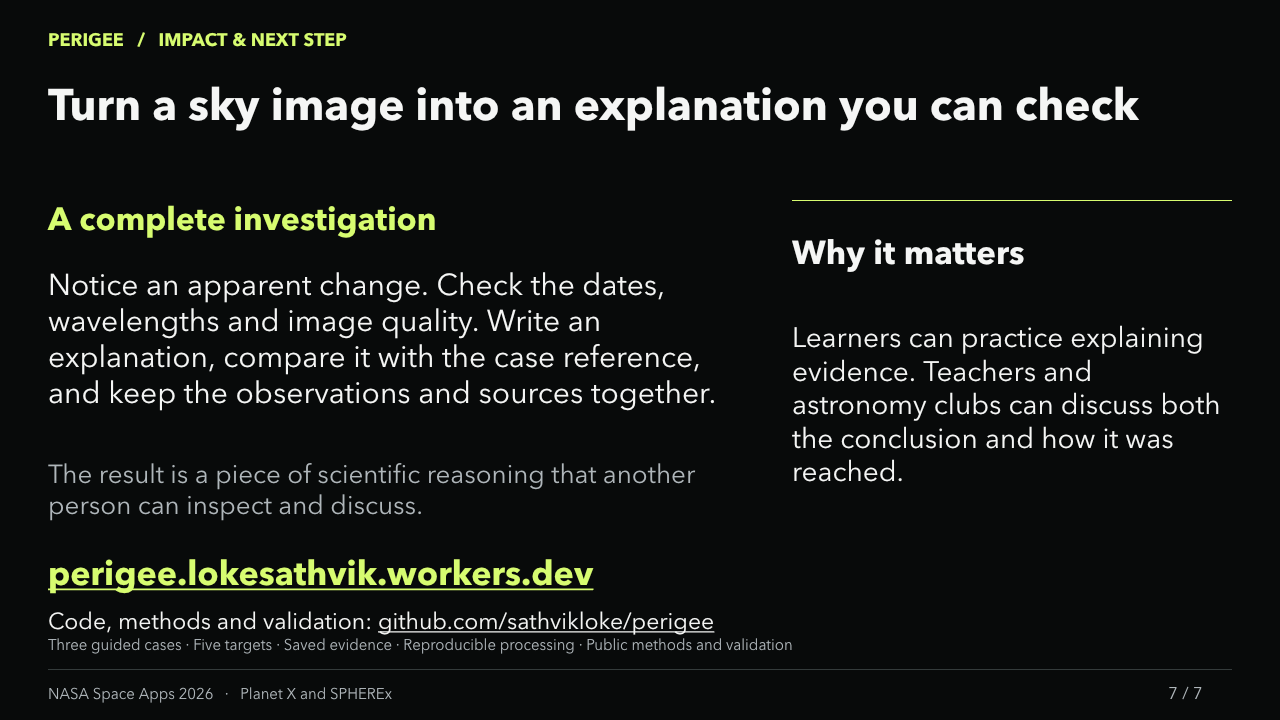 PERIGEE / IMPACT & NEXT STEP
Turn a sky image into an explanation you can check
A complete investigation
Notice an apparent change. Check the dates,
wavelengths and image quality. Write an
explanation, compare it with the case reference,
and keep the observations and sources together.
The result is a piece of scientific reasoning that another
person can inspect and discuss.
perigee.lokesathvik.workers.dev
Code, methods and validation: github.com/sathvikloke/perigee
Three guided cases · Five targets · Saved evidence · Reproducible processing · Public methods and validation
Why it matters
Learners can practice explaining
evidence. Teachers and
astronomy clubs can discuss both
the conclusion and how it was
reached.
NASA Space Apps 2026 · Planet X and SPHEREx
7 / 7